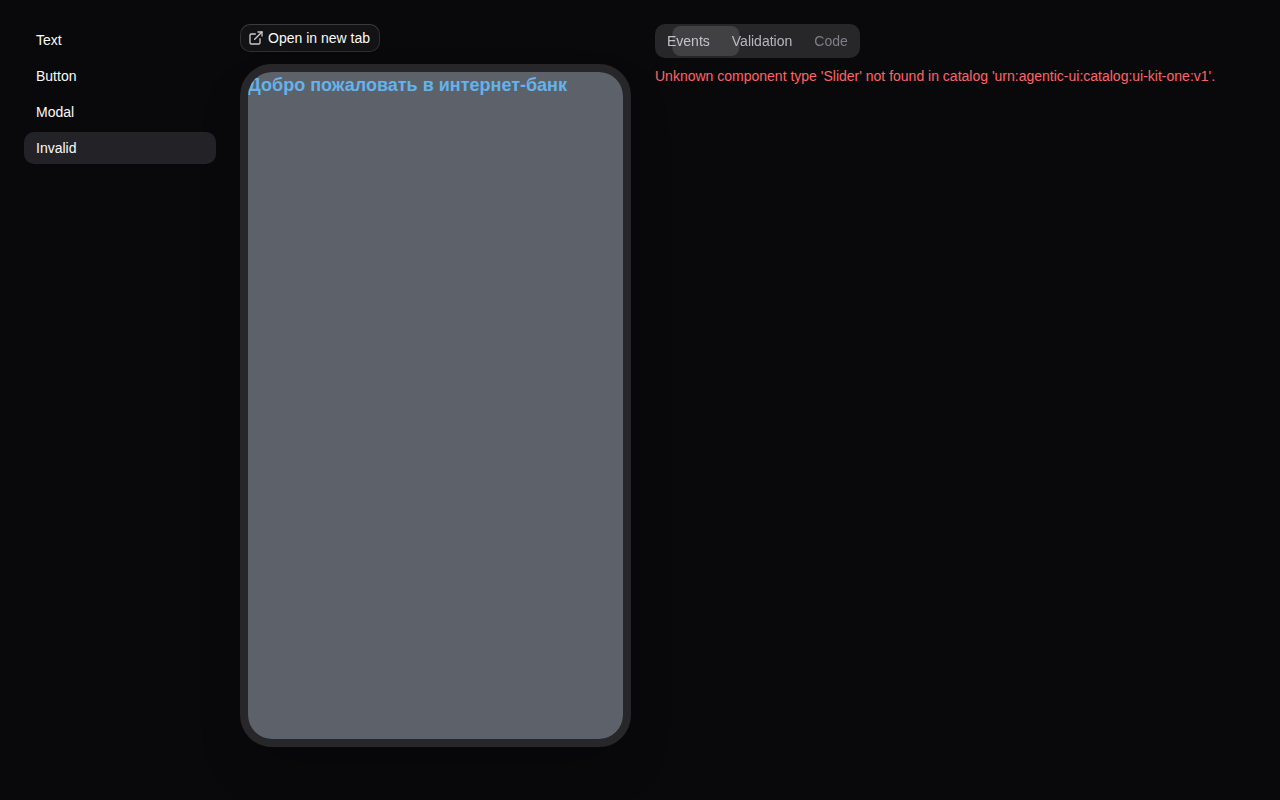 Text
Button
Modal
Invalid
Open in new tab
Добро пожаловать в интернет-банк
Events Validation Code
Unknown component type 'Slider' not found in catalog 'urn:agentic-ui:catalog:ui-kit-one:v1'.